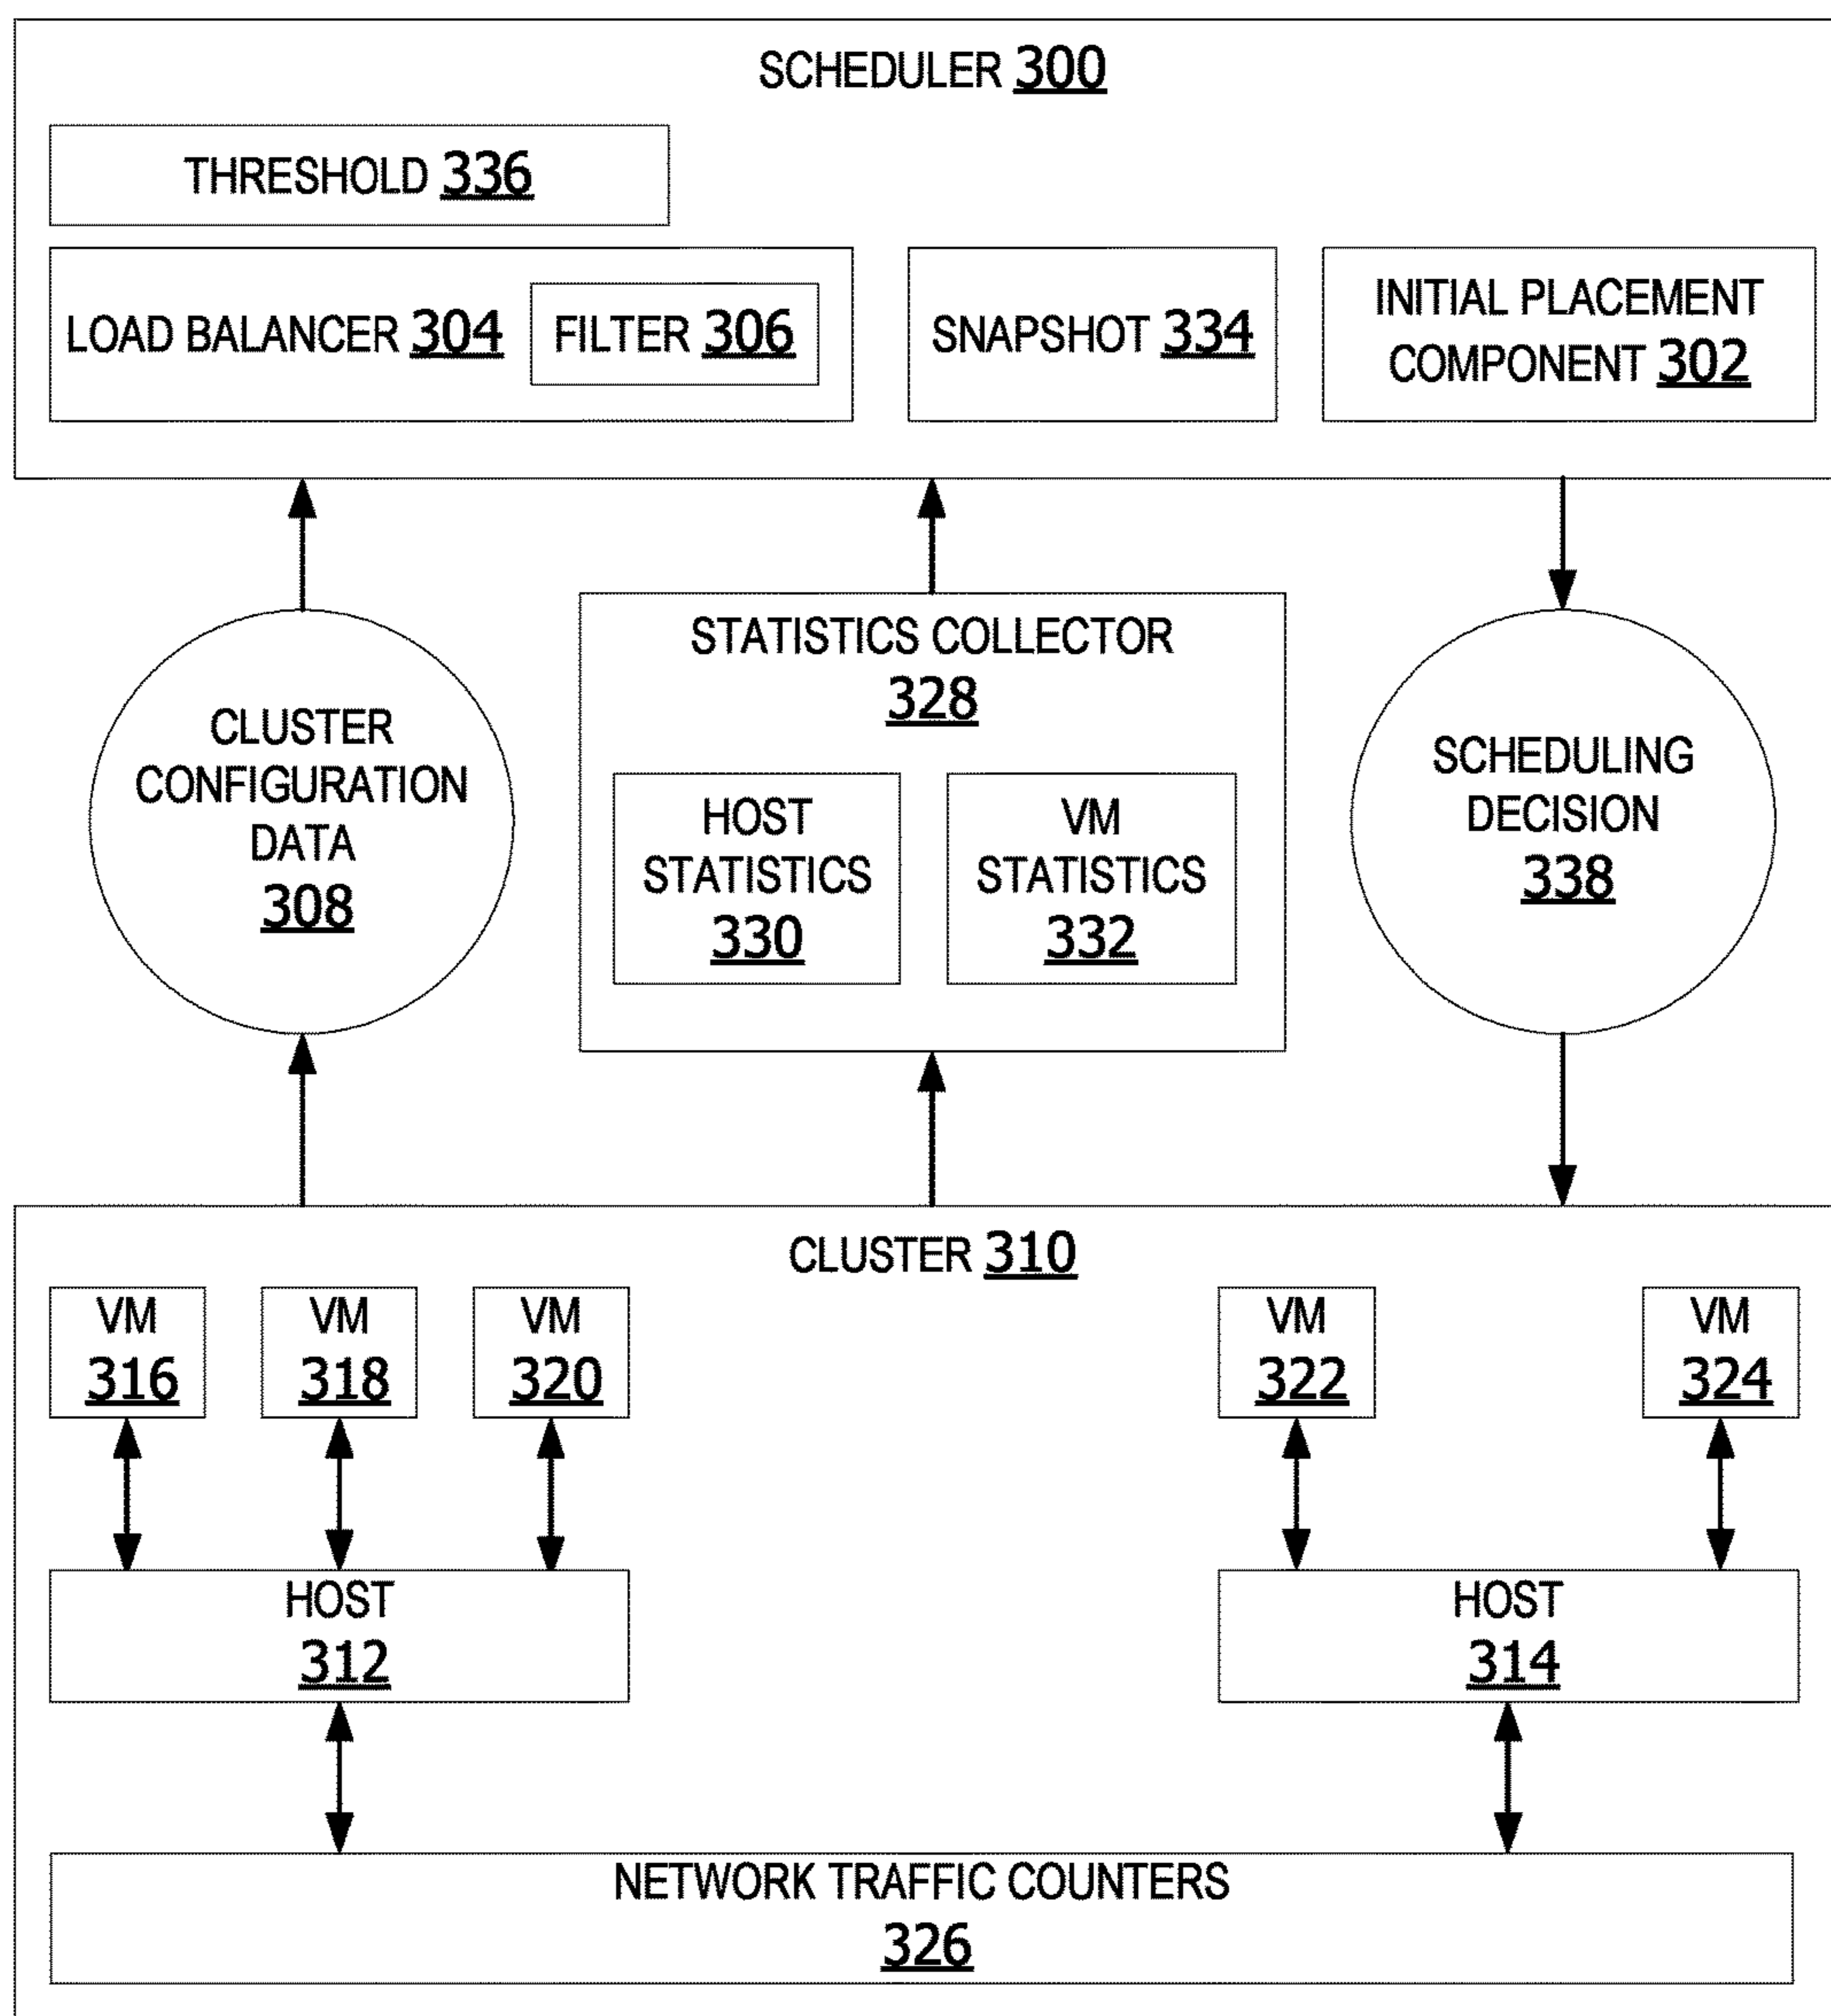 SCHEDULER 300
THRESHOLD 336
LOAD BALANCER 304
FILTER 306
SNAPSHOT 334
INITIAL PLACEMENT
COMPONENT 302
CLUSTER
CONFIGURATION
DATA
308
STATISTICS COLLECTOR
328
HOST
STATISTICS
330
VM
STATISTICS
332
SCHEDULING
DECISION
338
CLUSTER 310
VM
316
VM
318
VM
320
VM
322
VM
324
HOST
312
HOST
314
NETWORK TRAFFIC COUNTERS
326